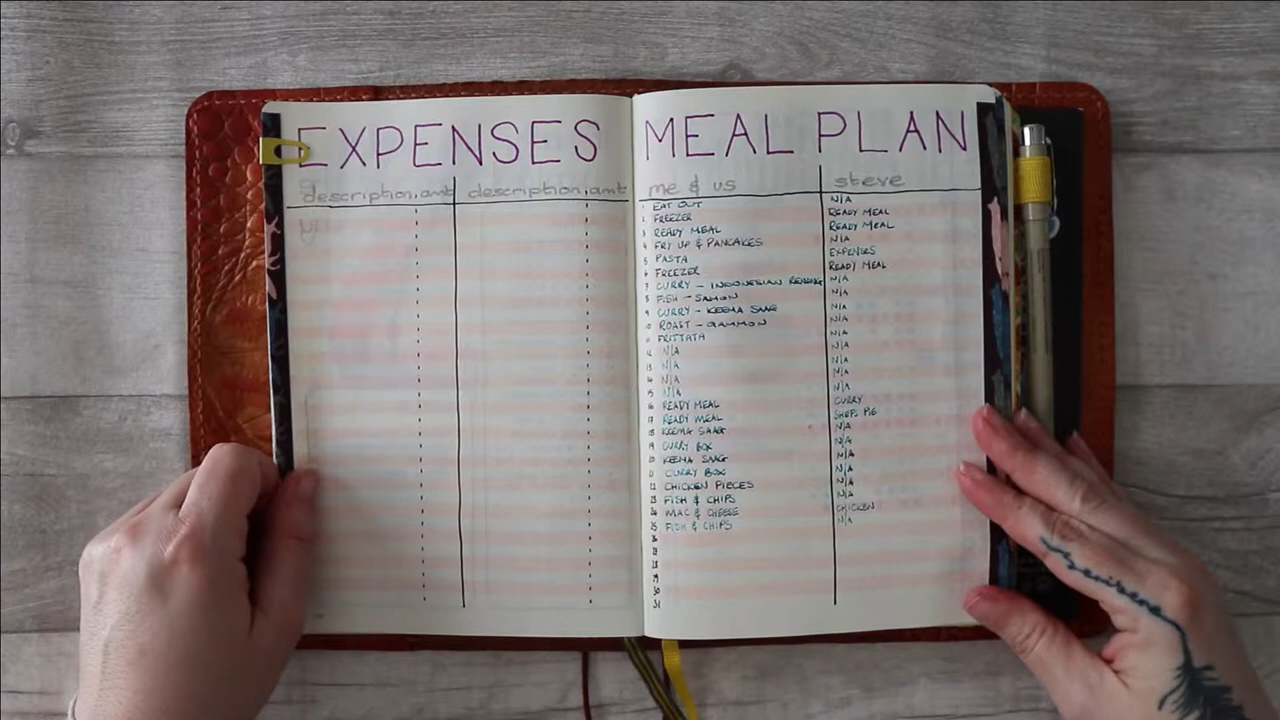 EXPENSES
description amt description amt
MEAL PLAN
me & us steve
1 EAT OUT N/A
2 FREEZER READY MEAL
3 READY MEAL READY MEAL
4 FRY UP & PANCAKES N/A
5 PASTA EXPENSES
6 FREEZER READY MEAL
7 CURRY - INDONESIAN RENDANG N/A
8 FISH - SAMON N/A
9 CURRY - KEEMA SAAG N/A
10 ROAST - GAMMON N/A
11 FRITTATA N/A
12 N/A N/A
13 N/A N/A
14 N/A N/A
15 N/A N/A
16 READY MEAL CURRY
17 READY MEAL SHEPS PIE
18 KEEMA SAAG N/A
19 CURRY BOX N/A
20 KEEMA SAAG N/A
21 CURRY BOX N/A
22 CHICKEN PIECES N/A
23 FISH & CHIPS N/A
24 MAC & CHEESE CHICKEN
25 FISH & CHIPS N/A
26
27
28
29
30
31